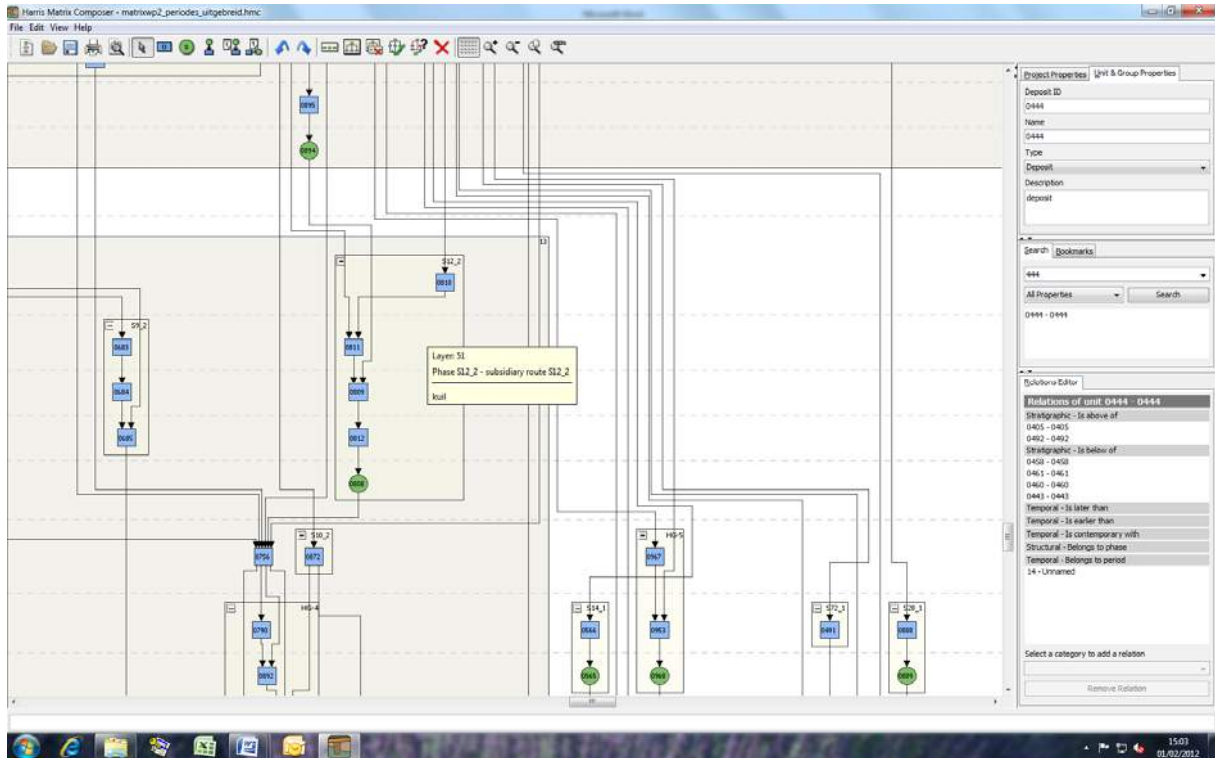 Harris Matrix Composer - matrixwp2_periodes_uitgebreid.hmc
File Edit View Help
Project Properties Unit & Group Properties
Deposit ID
0444
Name
0444
Type
Deposit
Description
deposit
Search Bookmarks
444
All Properties Search
0444 - 0444
Relations Editor
Relations of unit 0444 - 0444
Stratigraphic - Is above of
0405 - 0405
0492 - 0492
Stratigraphic - Is below of
0458 - 0458
0461 - 0461
0460 - 0460
0443 - 0443
Temporal - Is later than
Temporal - Is earlier than
Temporal - Is contemporary with
Structural - Belongs to phase
Temporal - Belongs to period
14 - Unnamed
Select a category to add a relation
Remove Relation
0895
0894
13
S12_2
0810
S9_2
0683
0811
Layer: 51
Phase S12_2 - subsidiary route S12_2
kuil
0684
0809
0685
0812
0808
S10_2
HG-5
0756
0872
0967
HG-4
S14_1
S72_1
S28_1
0790
0953
0491
0892
0968
15:03
01/02/2012